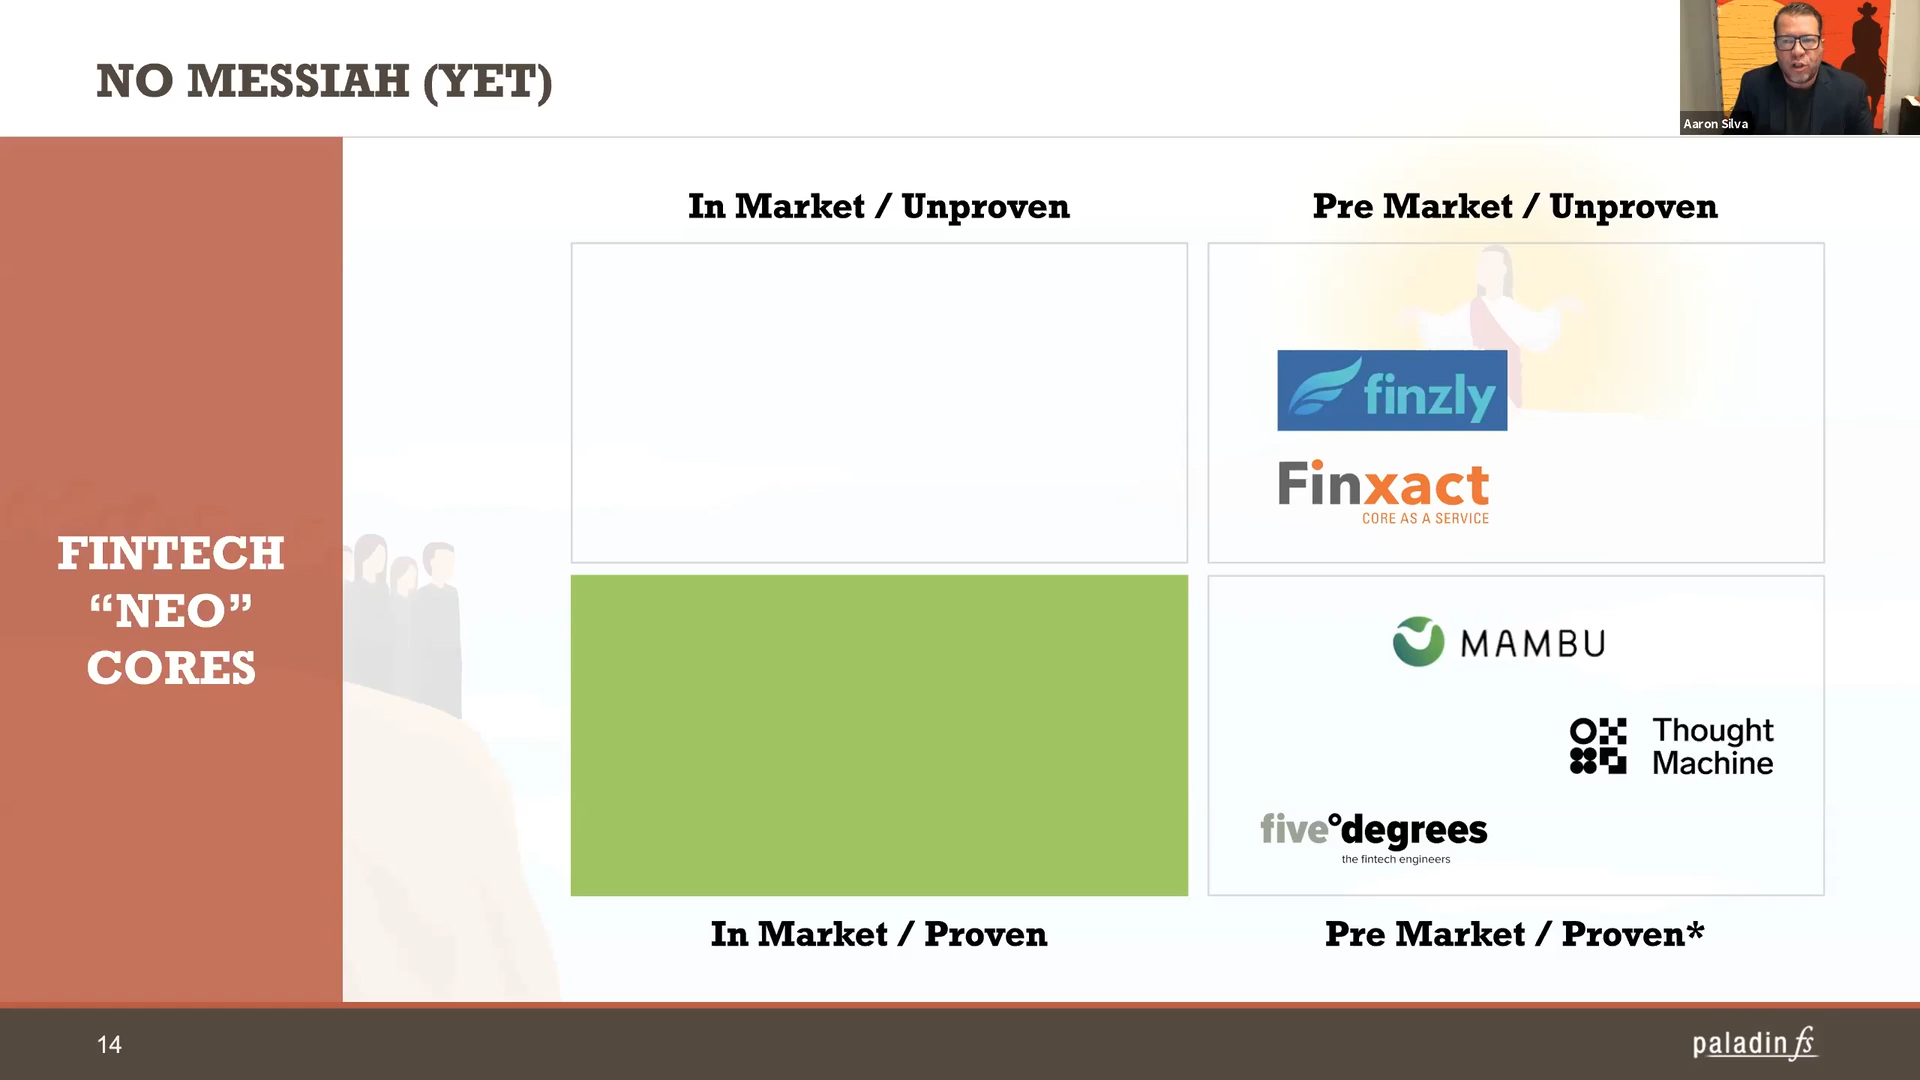 NO MESSIAH (YET)
Aaron Silva
In Market / Unproven
Pre Market / Unproven
finzly
Finxact
CORE AS A SERVICE
FINTECH
“NEO”
CORES
MAMBU
Thought
Machine
five°degrees
the fintech engineers
In Market / Proven
Pre Market / Proven*
14
paladin fs